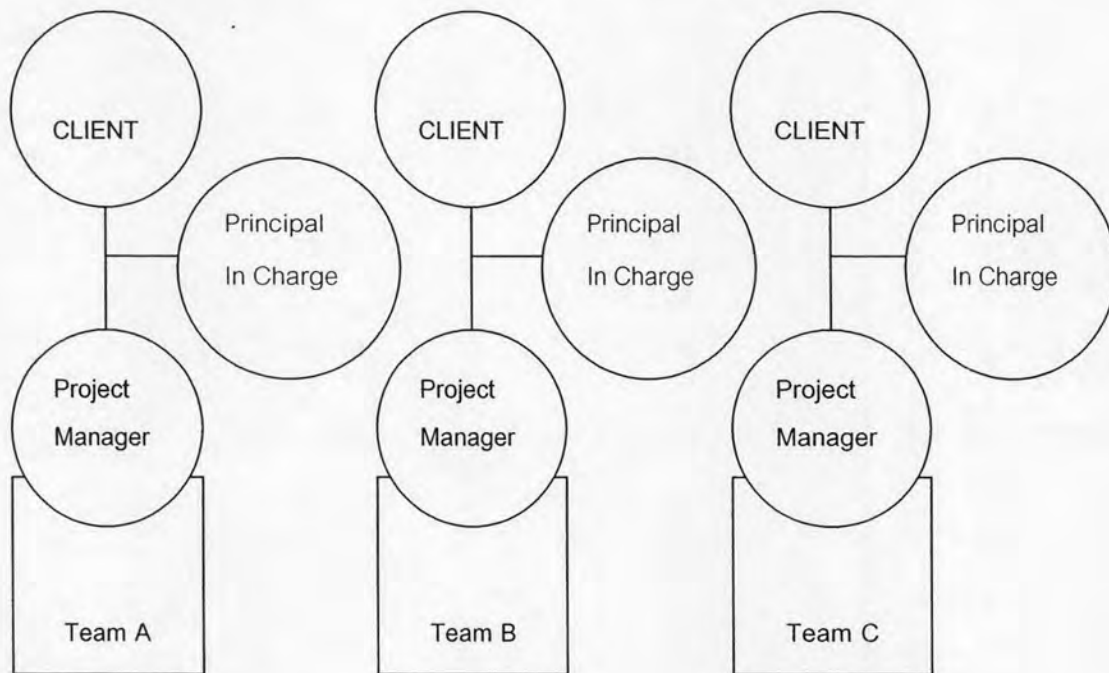 CLIENT
CLIENT
CLIENT
Principal
In Charge
Principal
In Charge
Principal
In Charge
Project
Manager
Project
Manager
Project
Manager
Team A
Team B
Team C